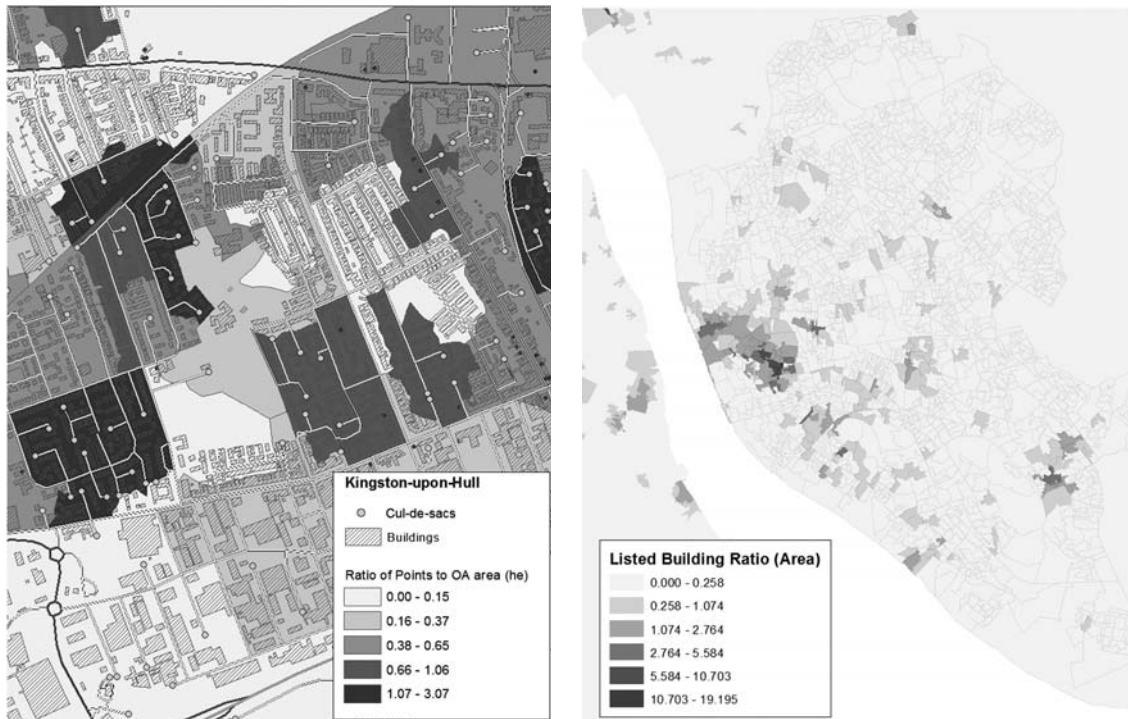 Kingston-upon-Hull
Cul-de-sacs
Buildings
Ratio of Points to OA area (he)
0.00 - 0.15
0.16 - 0.37
0.38 - 0.65
0.66 - 1.06
1.07 - 3.07
Listed Building Ratio (Area)
0.000 - 0.258
0.258 - 1.074
1.074 - 2.764
2.764 - 5.584
5.584 - 10.703
10.703 - 19.195